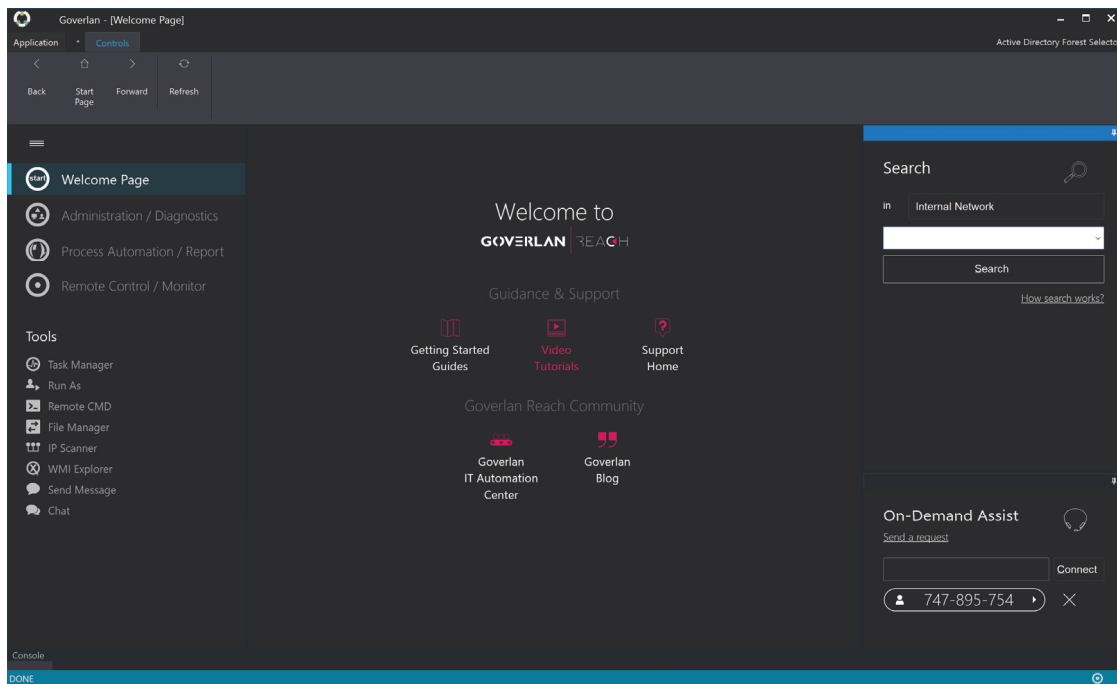 Goverlan - [Welcome Page]
Application
Controls
Active Directory Forest Selecto
Back
Start
Page
Forward
Refresh
start
Welcome Page
Administration / Diagnostics
Process Automation / Report
Remote Control / Monitor
Tools
Task Manager
Run As
Remote CMD
File Manager
IP Scanner
WMI Explorer
Send Message
Chat
Welcome to
GOVERLAN REACH
Guidance & Support
Getting Started
Guides
Video
Tutorials
Support
Home
Goverlan Reach Community
Goverlan
IT Automation
Center
Goverlan
Blog
Search
in Internal Network
Search
How search works?
On-Demand Assist
Send a request
Connect
747-895-754
Console
DONE